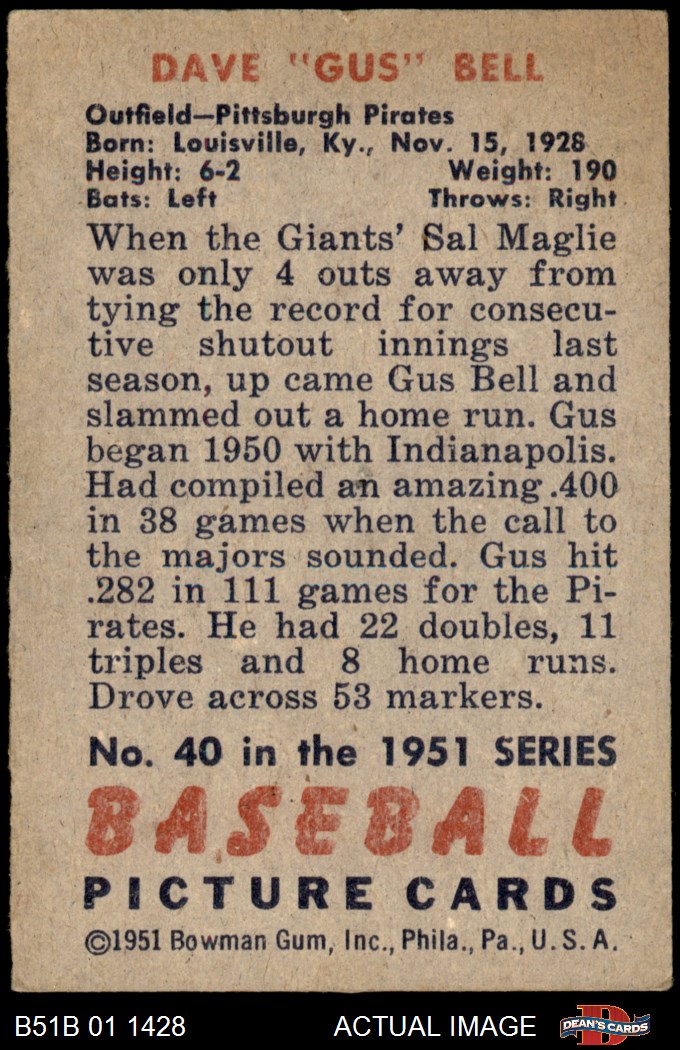 DAVE "GUS" BELL
Outfield—Pittsburgh Pirates
Born: Louisville, Ky., Nov. 15, 1928
Height: 6-2 Weight: 190
Bats: Left Throws: Right
When the Giants' Sal Maglie
was only 4 outs away from
tying the record for consecu-
tive shutout innings last
season, up came Gus Bell and
slammed out a home run. Gus
began 1950 with Indianapolis.
Had compiled an amazing .400
in 38 games when the call to
the majors sounded. Gus hit
.282 in 111 games for the Pi-
rates. He had 22 doubles, 11
triples and 8 home runs.
Drove across 53 markers.
No. 40 in the 1951 SERIES
BASEBALL
PICTURE CARDS
©1951 Bowman Gum, Inc., Phila., Pa., U. S. A.
B51B 01 1428 ACTUAL IMAGE D DEAN'S CARDS